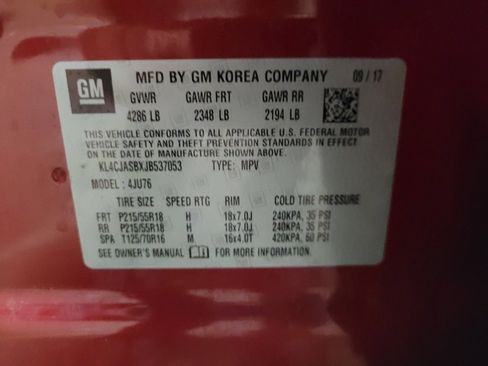 GM
MFD BY GM KOREA COMPANY 09 / 17
GVWR GAWR FRT GAWR RR
4286 LB 2348 LB 2194 LB
THIS VEHICLE CONFORMS TO ALL APPLICABLE U.S. FEDERAL MOTOR
VEHICLE SAFETY AND THEFT PREVENTION STANDARDS IN EFFECT ON
THE DATE OF MANUFACTURE SHOWN ABOVE.
KL4CJASBXJB537053 TYPE: MPV
MODEL : 4JU76
TIRE SIZE SPEED RTG RIM COLD TIRE PRESSURE
FRT P215/55R18 H 18x7.0J 240KPA, 35 PSI
RR P215/55R18 H 18x7.0J 240KPA, 35 PSI
SPA T125/70R16 M 16x4.0T 420KPA, 60 PSI
SEE OWNER'S MANUAL FOR MORE INFORMATION.